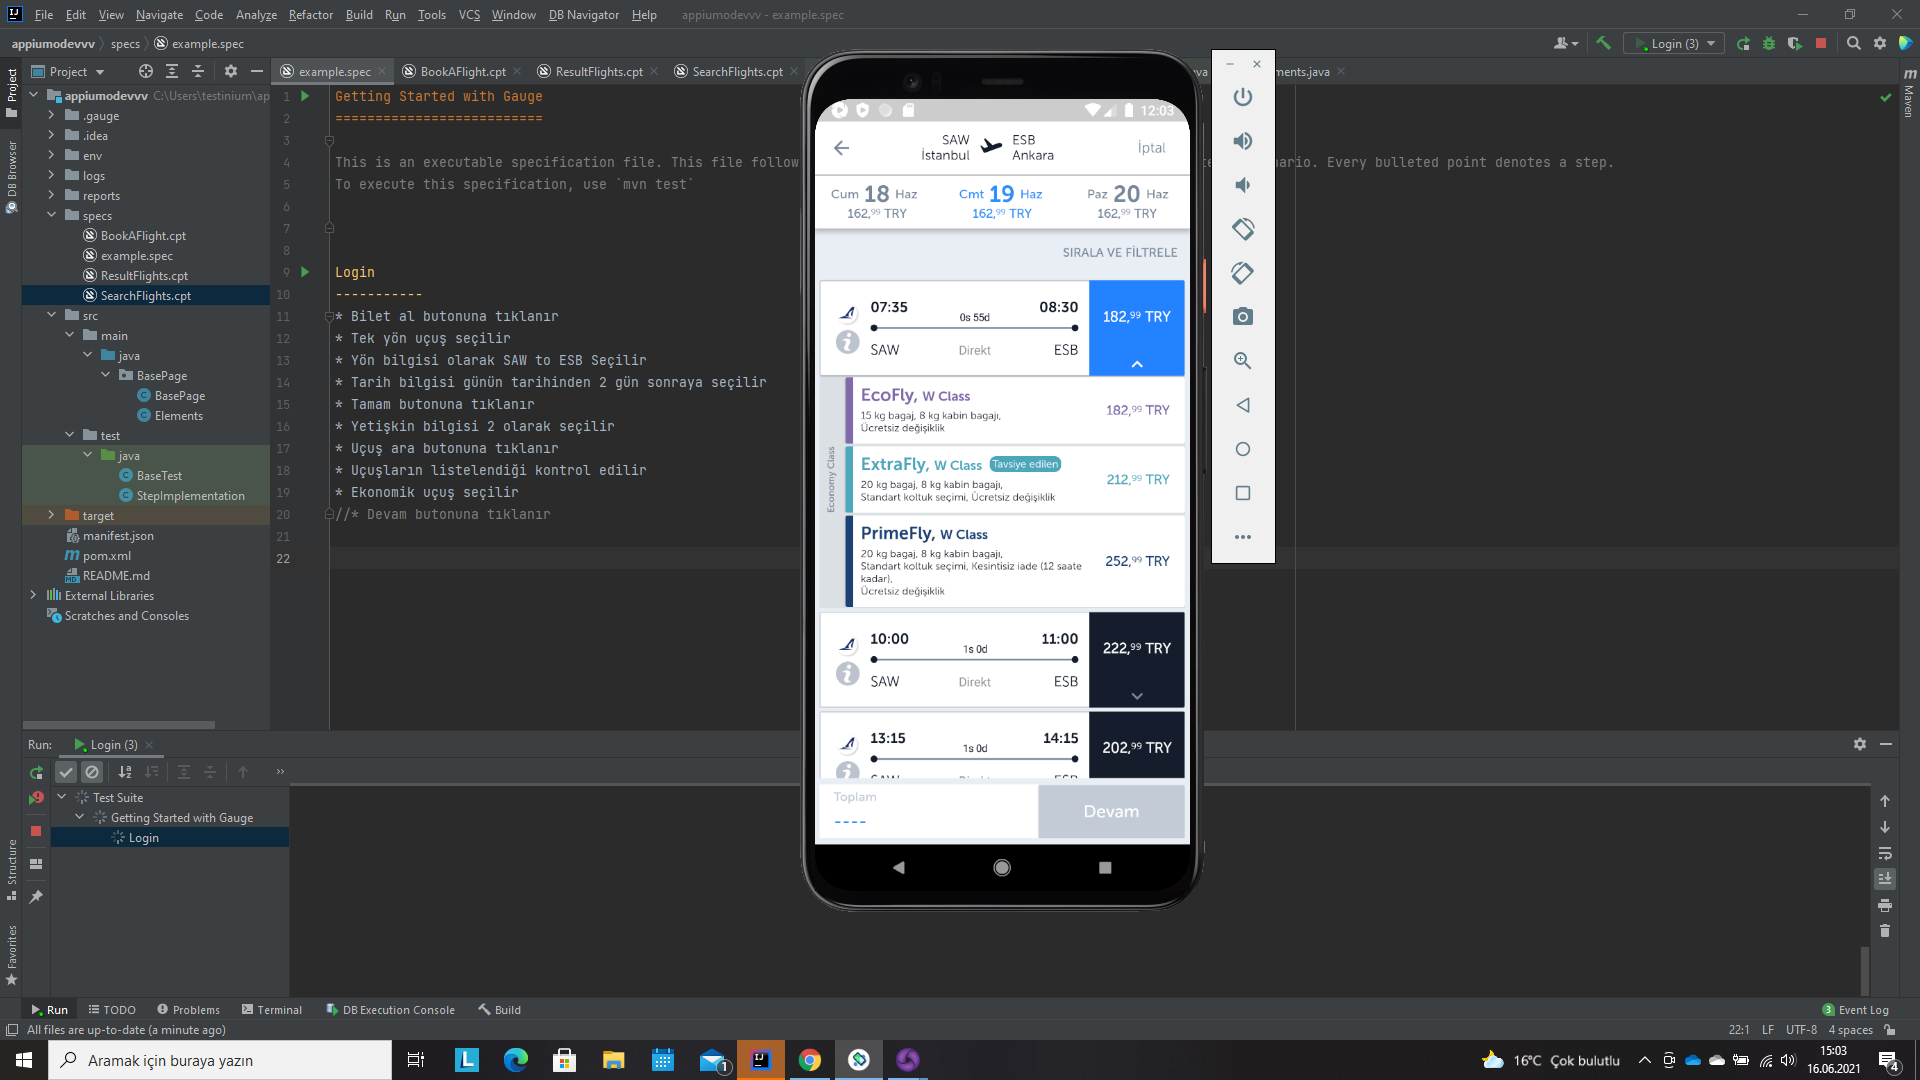 File Edit View Navigate Code Analyze Refactor Build Run Tools VCS Window DB Navigator Help appiumodevvv - example.spec
appiumodevvv specs example.spec
Login (3)
Project
example.spec
BookAFlight.cpt
ResultFlights.cpt
SearchFlights.cpt
ments.java
Project
DB Browser
Structure
Favorites
Maven
appiumodevvv C:\Users\testinium\ap
.gauge
.idea
env
logs
reports
specs
BookAFlight.cpt
example.spec
ResultFlights.cpt
SearchFlights.cpt
src
main
java
BasePage
BasePage
Elements
test
java
BaseTest
StepImplementation
target
manifest.json
pom.xml
README.md
External Libraries
Scratches and Consoles
1 Getting Started with Gauge
2 ==========================
3
4 This is an executable specification file. This file follow
nario. Every bulleted point denotes a step.
5 To execute this specification, use `mvn test`
6
7
8
9 Login
10 -----------
11 * Bilet al butonuna tıklanır
12 * Tek yön uçuş seçilir
13 * Yön bilgisi olarak SAW to ESB Seçilir
14 * Tarih bilgisi günün tarihinden 2 gün sonraya seçilir
15 * Tamam butonuna tıklanır
16 * Yetişkin bilgisi 2 olarak seçilir
17 * Uçuş ara butonuna tıklanır
18 * Uçuşların listelendiği kontrol edilir
19 * Ekonomik uçuş seçilir
20 //* Devam butonuna tıklanır
21
22
12:03
SAW ESB
İstanbul Ankara
İptal
Cum 18 Haz
162,99 TRY
Cmt 19 Haz
162,99 TRY
Paz 20 Haz
162,99 TRY
SIRALA VE FİLTRELE
07:35 0s 55d 08:30
SAW Direkt ESB
182,99 TRY
Economy Class
EcoFly, W Class
15 kg bagaj, 8 kg kabin bagajı,
Ücretsiz değişiklik
182,99 TRY
ExtraFly, W Class Tavsiye edilen
20 kg bagaj, 8 kg kabin bagajı,
Standart koltuk seçimi, Ücretsiz değişiklik
212,99 TRY
PrimeFly, W Class
20 kg bagaj, 8 kg kabin bagajı,
Standart koltuk seçimi, Kesintisiz iade (12 saate
kadar),
Ücretsiz değişiklik
252,99 TRY
10:00 1s 0d 11:00
SAW Direkt ESB
222,99 TRY
13:15 1s 0d 14:15
202,99 TRY
Toplam
----
Devam
Run: Login (3)
Test Suite
Getting Started with Gauge
Login
Run TODO Problems Terminal DB Execution Console Build
3 Event Log
All files are up-to-date (a minute ago)
22:1 LF UTF-8 4 spaces
Aramak için buraya yazın
L
1
16°C Çok bulutlu
15:03
16.06.2021
4